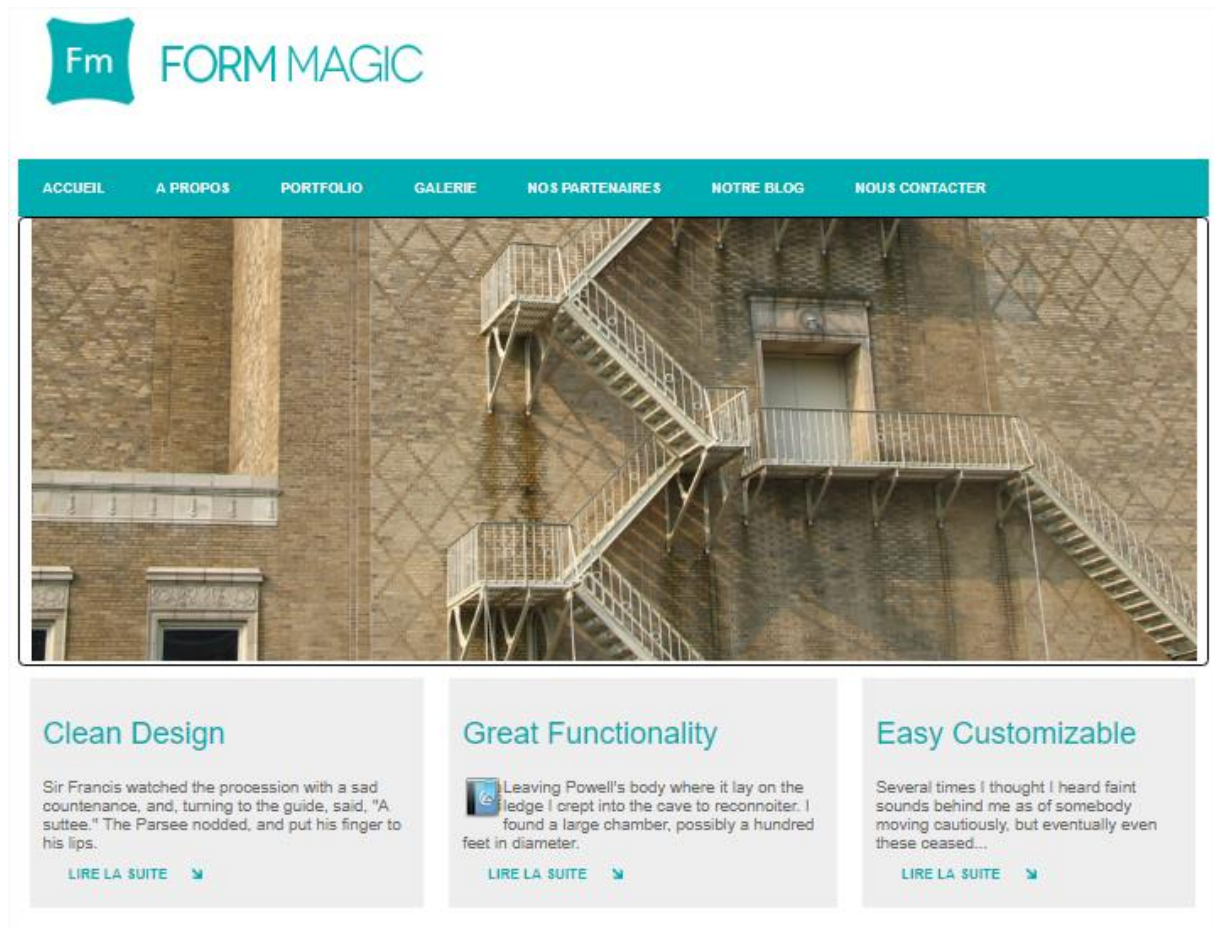 Fm
FORM MAGIC
ACCUEIL A PROPOS PORTFOLIO GALERIE NOS PARTENAIRES NOTRE BLOG NOUS CONTACTER
Clean Design
Sir Francis watched the procession with a sad
countenance, and, turning to the guide, said, "A
suttee." The Parsee nodded, and put his finger to
his lips.
LIRE LA SUITE
Great Functionality
Leaving Powell's body where it lay on the
ledge I crept into the cave to reconnoiter. I
found a large chamber, possibly a hundred
feet in diameter.
LIRE LA SUITE
Easy Customizable
Several times I thought I heard faint
sounds behind me as of somebody
moving cautiously, but eventually even
these ceased...
LIRE LA SUITE